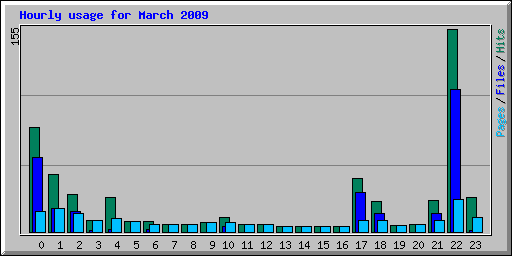 Hourly usage for March 2009
155
Pages / Files / Hits
0 1 2 3 4 5 6 7 8 9 10 11 12 13 14 15 16 17 18 19 20 21 22 23